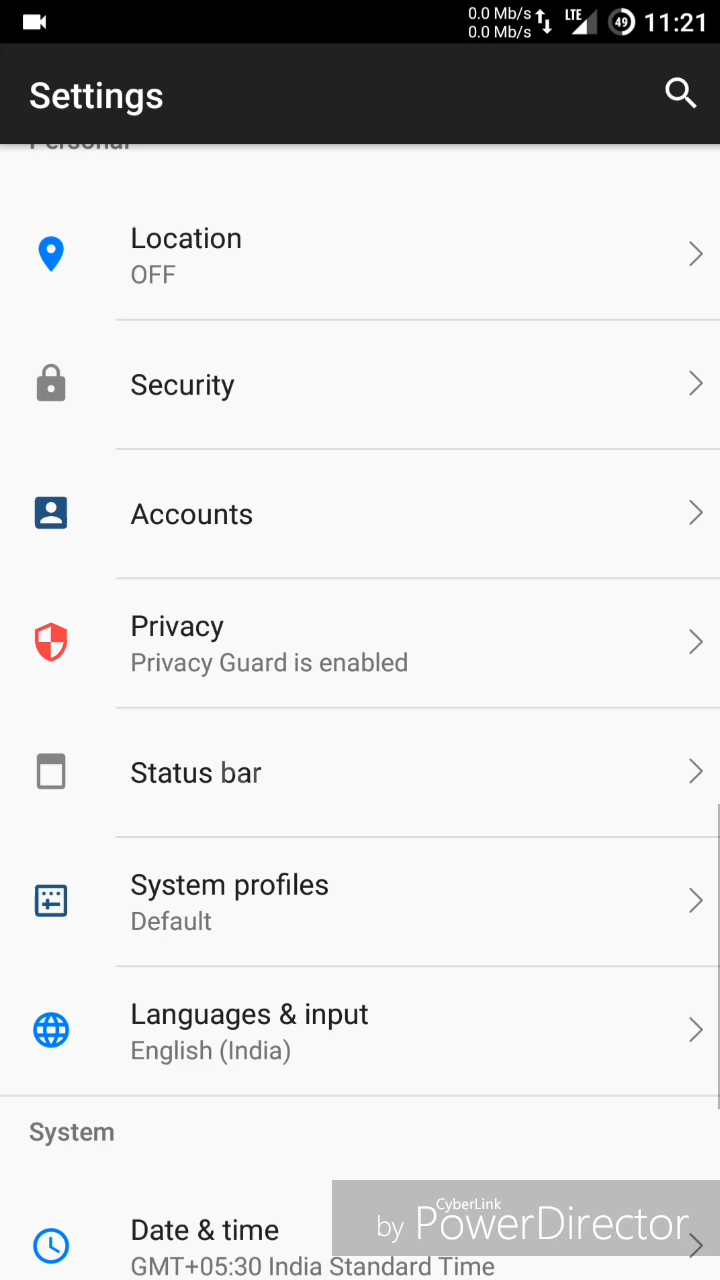 0.0 Mb/s
0.0 Mb/s
LTE
49
11:21
Settings
Personal
Location
OFF
Security
Accounts
Privacy
Privacy Guard is enabled
Status bar
System profiles
Default
Languages & input
English (India)
System
Date & time
GMT+05:30 India Standard Time
CyberLink
by PowerDirector